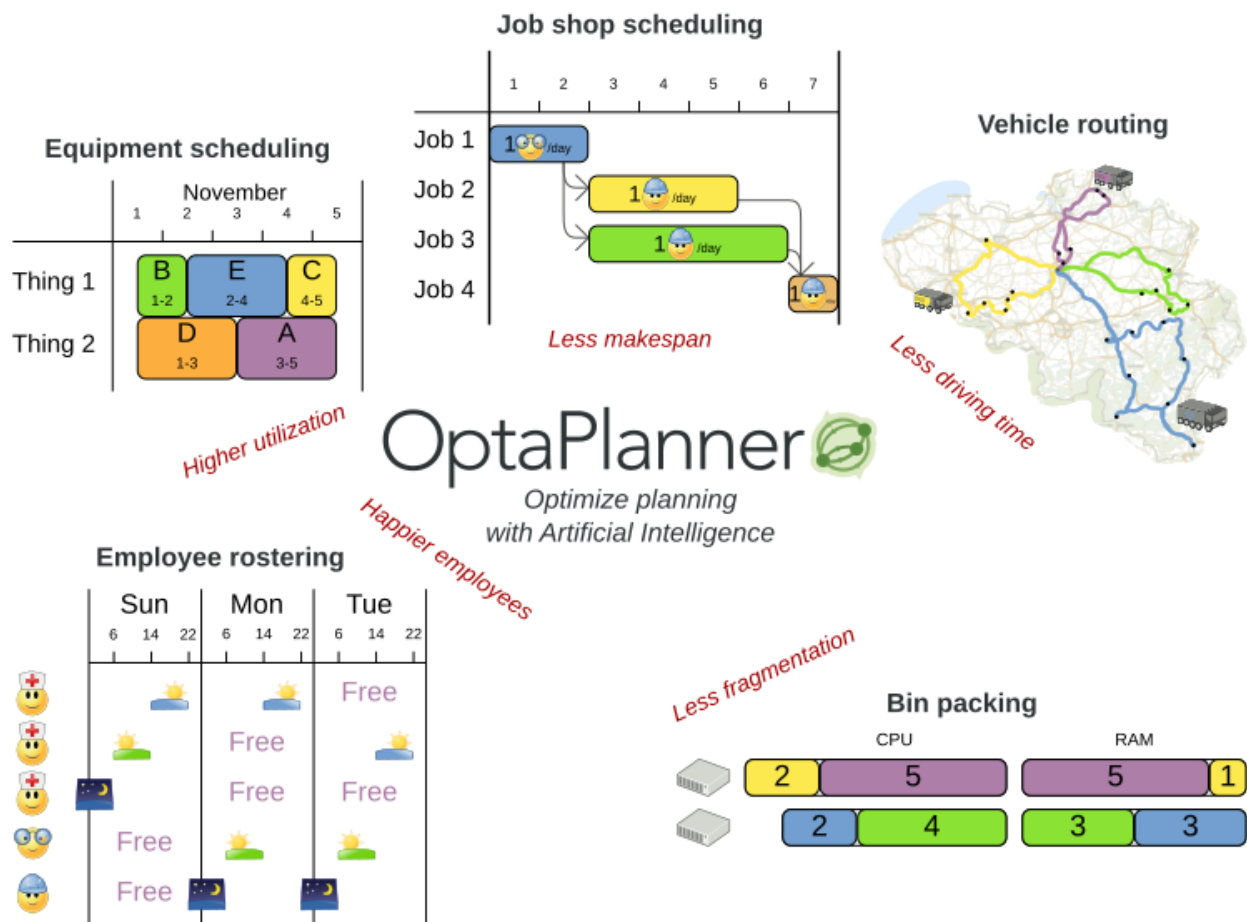 Job shop scheduling
1 2 3 4 5 6 7
Job 1
1 /day
Job 2
1 /day
Job 3
1 /day
Job 4
1
Less makespan
Equipment scheduling
November
1 2 3 4 5
Thing 1
B E C
1-2 2-4 4-5
Thing 2
D A
1-3 3-5
Higher utilization
Vehicle routing
Less driving time
OptaPlanner
Optimize planning
with Artificial Intelligence
Happier employees
Employee rostering
Sun Mon Tue
6 14 22 6 14 22 6 14 22
Free
Free
Free Free
Free
Free
Less fragmentation
Bin packing
CPU RAM
2 5 5 1
2 4 3 3